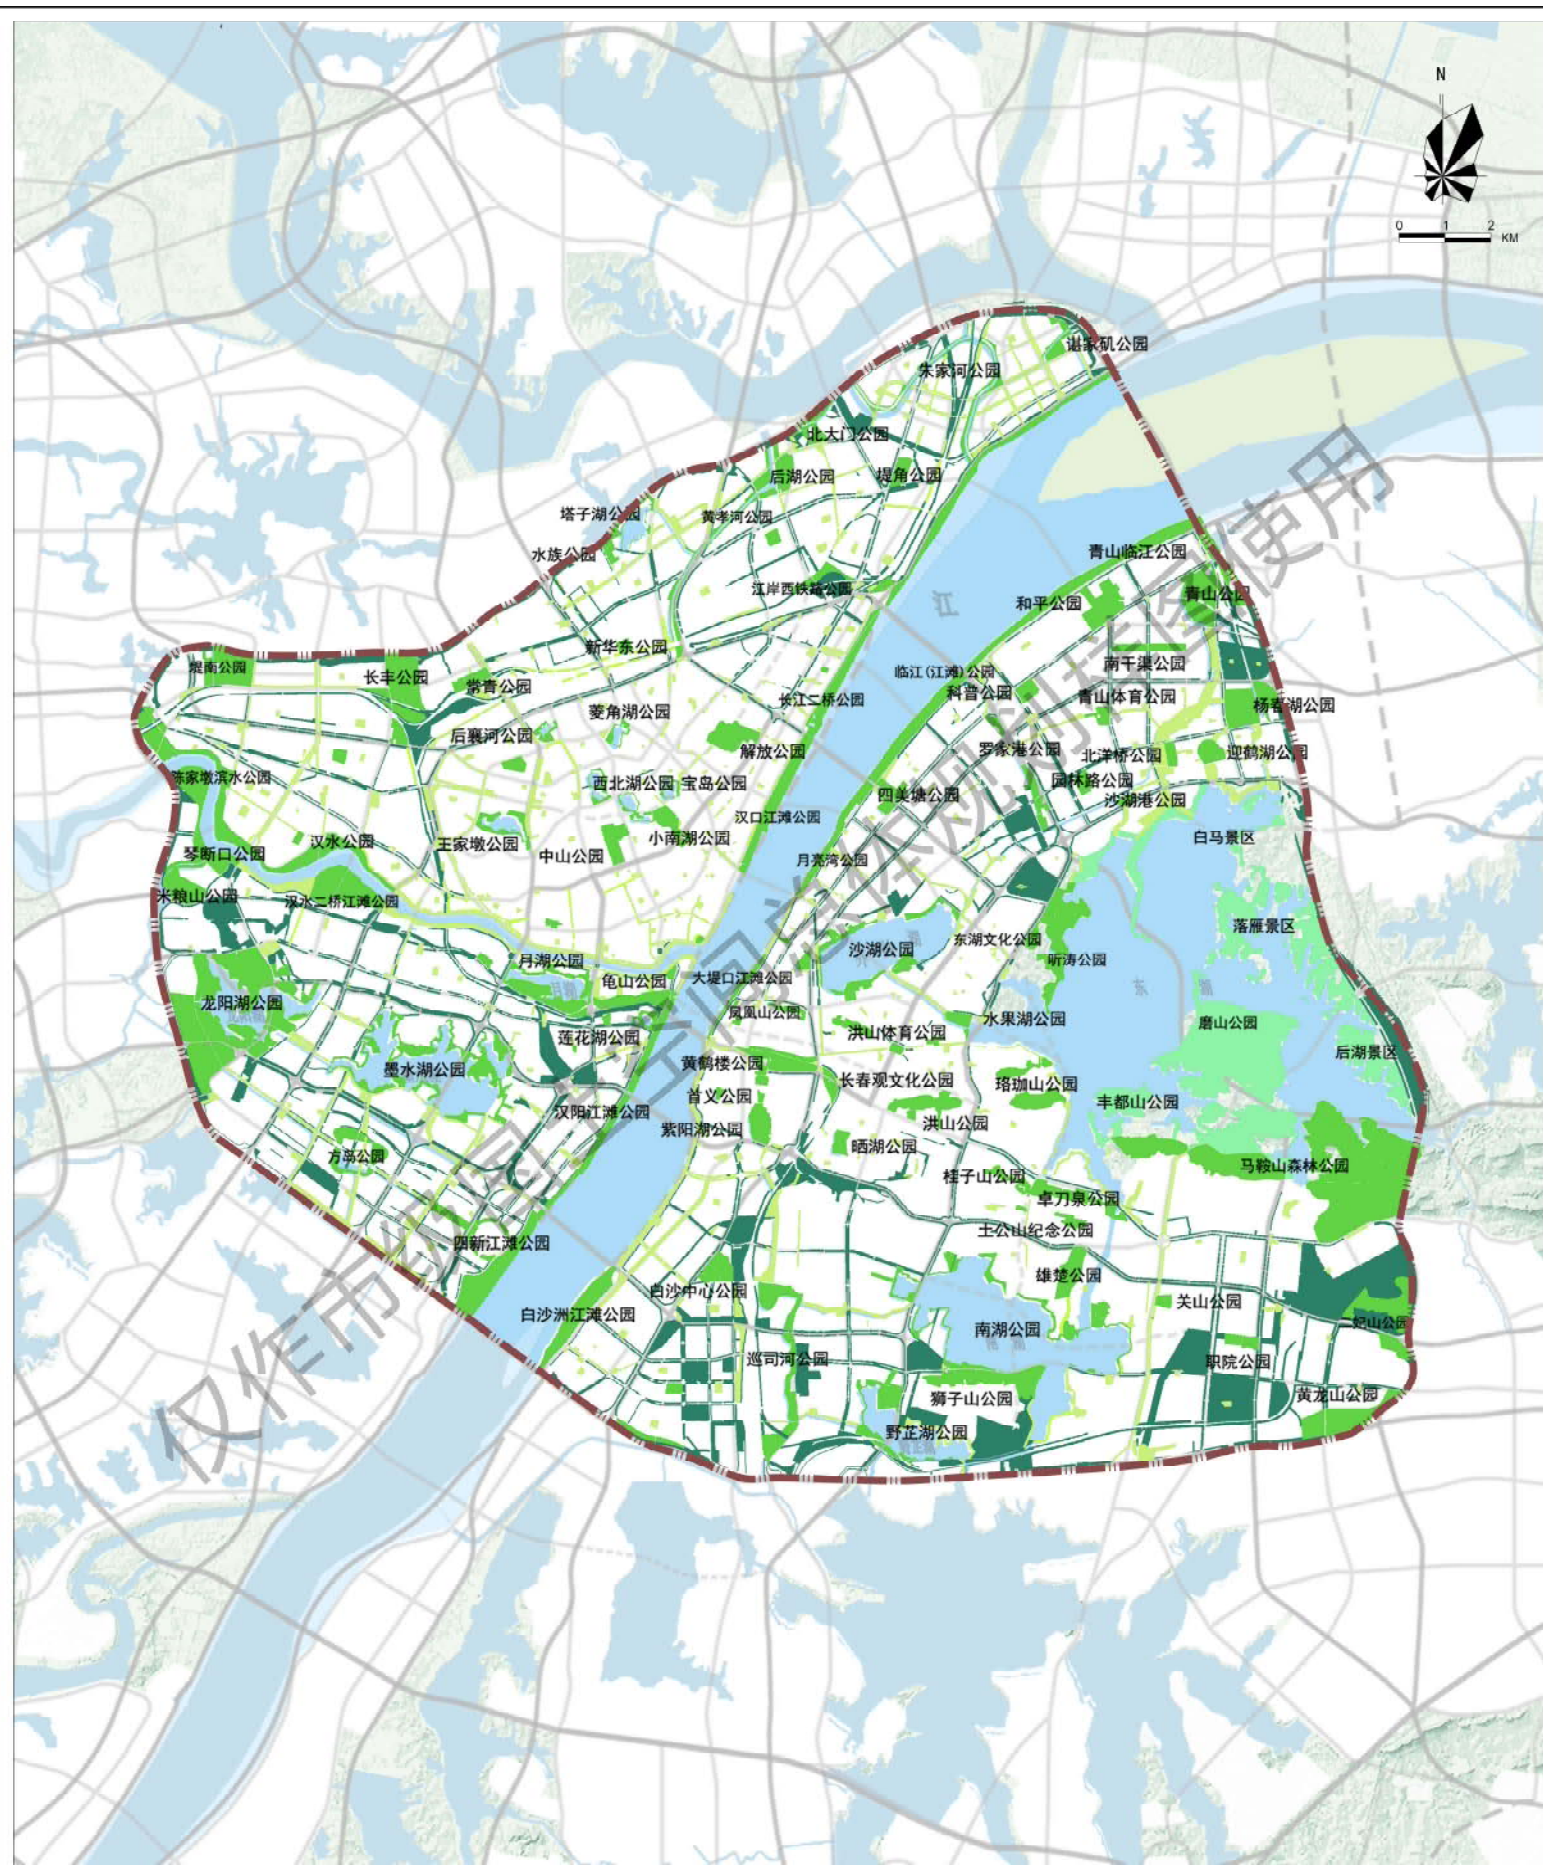 N
0 1 2
KM
谌家矶公园
朱家河公园
北大门公园
后湖公园
堤角公园
塔子湖公园
黄孝河公园
水族公园
青山临江公园
江岸西铁路公园
青山公园
和平公园
江
新华东公园
堤南公园
长丰公园
南干渠公园
临江(江滩)公园
常青公园
科普公园
青山体育公园
长江二桥公园
杨春湖公园
菱角湖公园
后襄河公园
解放公园
罗家港公园
北洋桥公园
迎鹤湖公园
陈家墩滨水公园
西北湖公园
宝岛公园
园林路公园
四美塘公园
沙湖港公园
汉口江滩公园
汉水公园
王家墩公园
小南湖公园
白马景区
琴断口公园
中山公园
月亮湾公园
米粮山公园
汉水二桥江滩公园
落雁景区
东湖文化公园
沙湖公园
月湖公园
听涛公园
龟山公园
大堤口江滩公园
东
湖
龙阳湖公园
凤凰山公园
水果湖公园
磨山公园
莲花湖公园
洪山体育公园
后湖景区
墨水湖公园
黄鹤楼公园
长春观文化公园
珞珈山公园
首义公园
丰都山公园
汉阳江滩公园
洪山公园
紫阳湖公园
晒湖公园
方岛公园
马鞍山森林公园
桂子山公园
卓刀泉公园
土公山纪念公园
四新江滩公园
雄楚公园
白沙中心公园
关山公园
白沙洲江滩公园
南湖公园
二妃山公园
巡司河公园
职院公园
狮子山公园
黄龙山公园
野芷湖公园